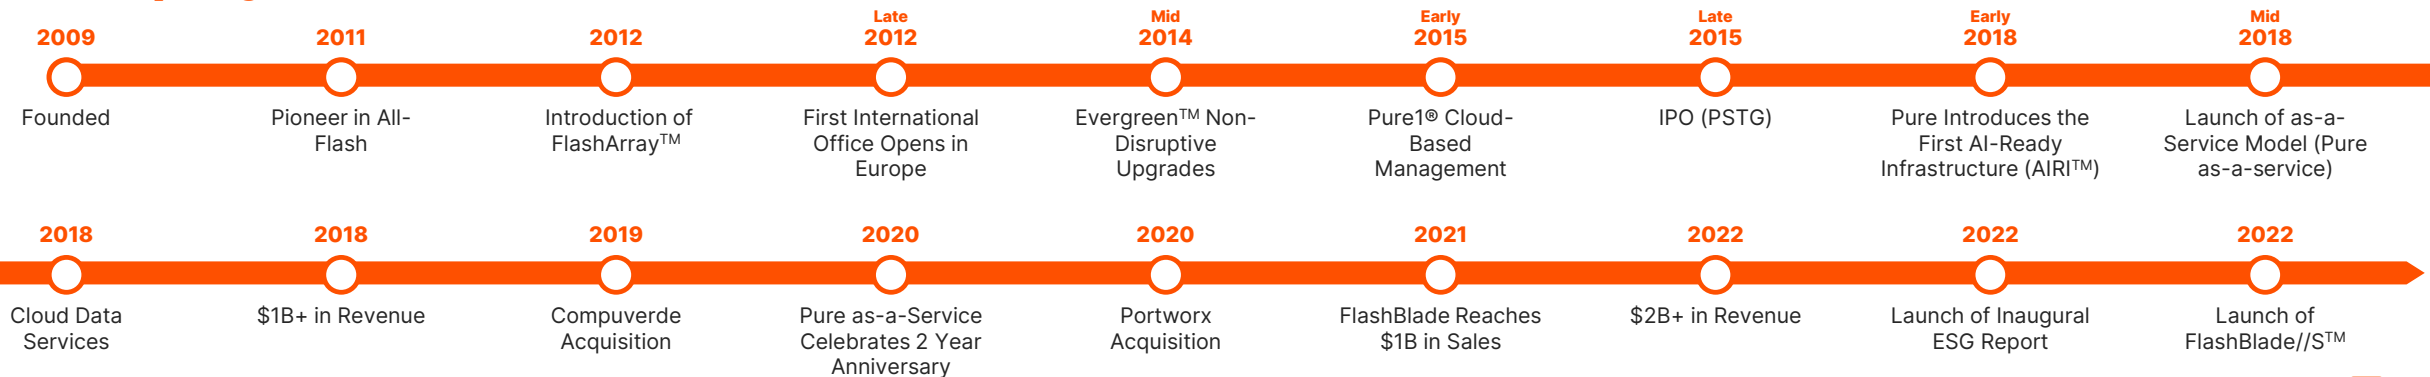 Late Mid Early Late Early Mid
2009 2011 2012 2012 2014 2015 2015 2018 2018
Founded Pioneer in All- Introduction of First International Evergreen™ Non- Pure1® Cloud- IPO (PSTG) Pure Introduces the Launch of as-a-
Flash FlashArray™ Office Opens in Disruptive Based First AI-Ready Service Model (Pure
Europe Upgrades Management Infrastructure (AIRI™) as-a-service)
2018 2018 2019 2020 2020 2021 2022 2022 2022
Cloud Data $1B+ in Revenue Compuverde Pure as-a-Service Portworx FlashBlade Reaches $2B+ in Revenue Launch of Inaugural Launch of
Services Acquisition Celebrates 2 Year Acquisition $1B in Sales ESG Report FlashBlade//S™
Anniversary